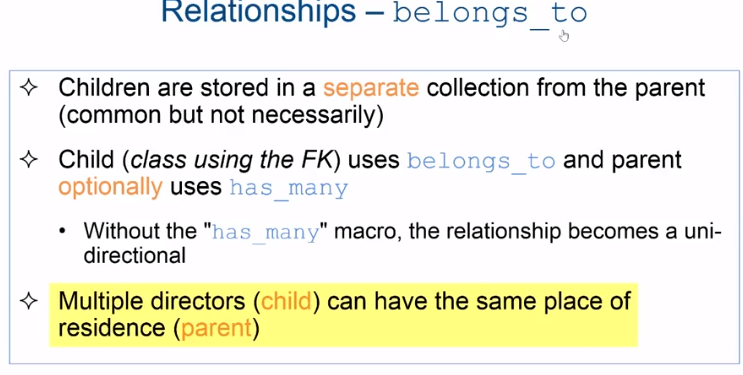 Relationships – belongs_to
✧ Children are stored in a separate collection from the parent
(common but not necessarily)
✧ Child (class using the FK) uses belongs_to and parent
optionally uses has_many
• Without the "has_many" macro, the relationship becomes a uni-
directional
✧ Multiple directors (child) can have the same place of
residence (parent)